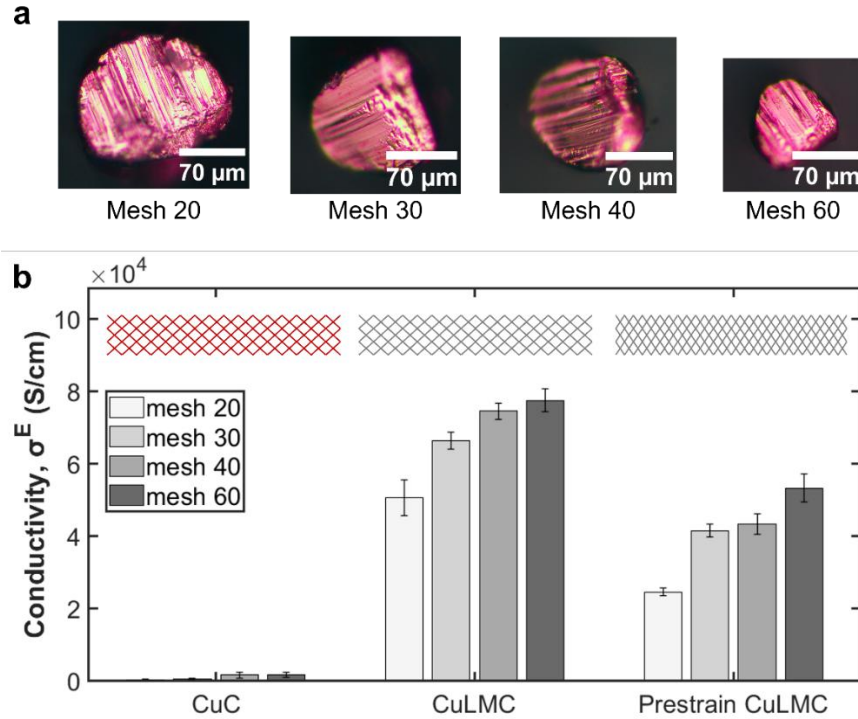 a
70 µm
70 µm
70 µm
70 µm
Mesh 20
Mesh 30
Mesh 40
Mesh 60
b
×10⁴
Conductivity, σᴱ (S/cm)
10
8
6
4
2
0
mesh 20
mesh 30
mesh 40
mesh 60
CuC
CuLMC
Prestrain CuLMC